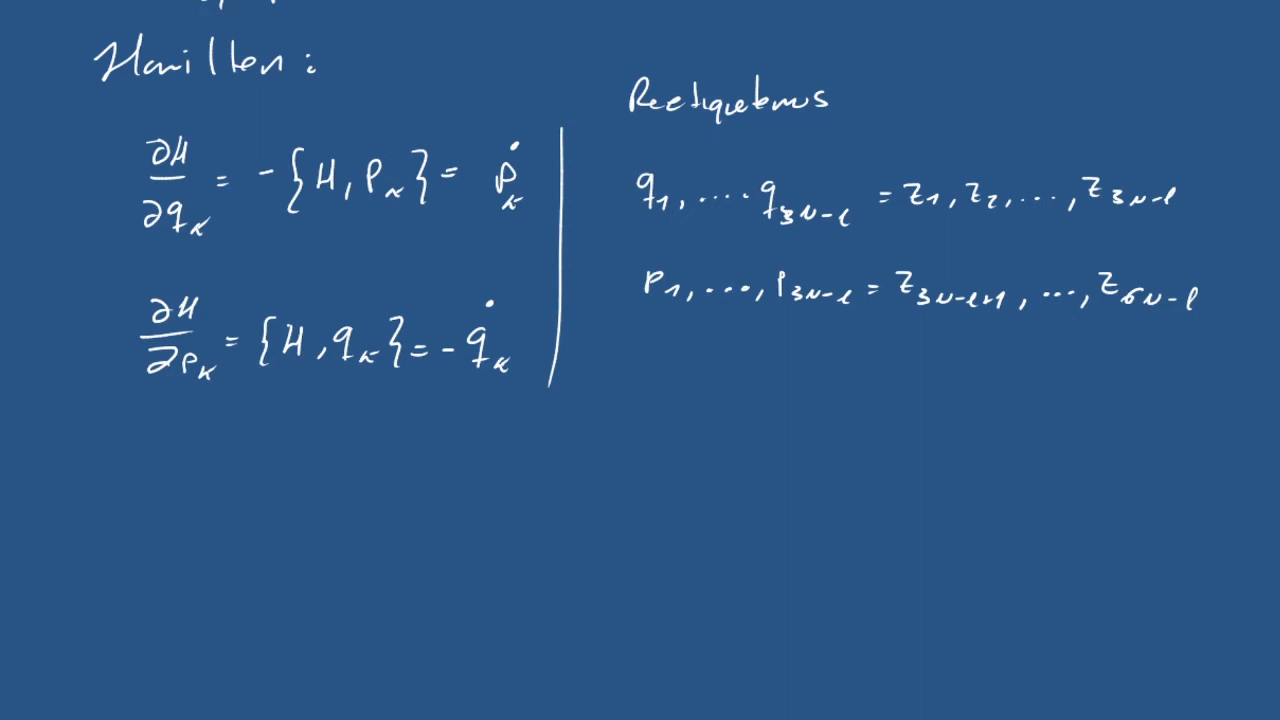 Hamilton :
∂H/∂q_k = -{H, P_k} = ṗ_k
∂H/∂p_k = {H, q_k} = - q̇_k
q_1, .... q_{3N-l} = z_1, z_2, ..., z_{3N-l}
p_1, ..., p_{3N-l} = z_{3N-l+1}, ..., z_{6N-l}